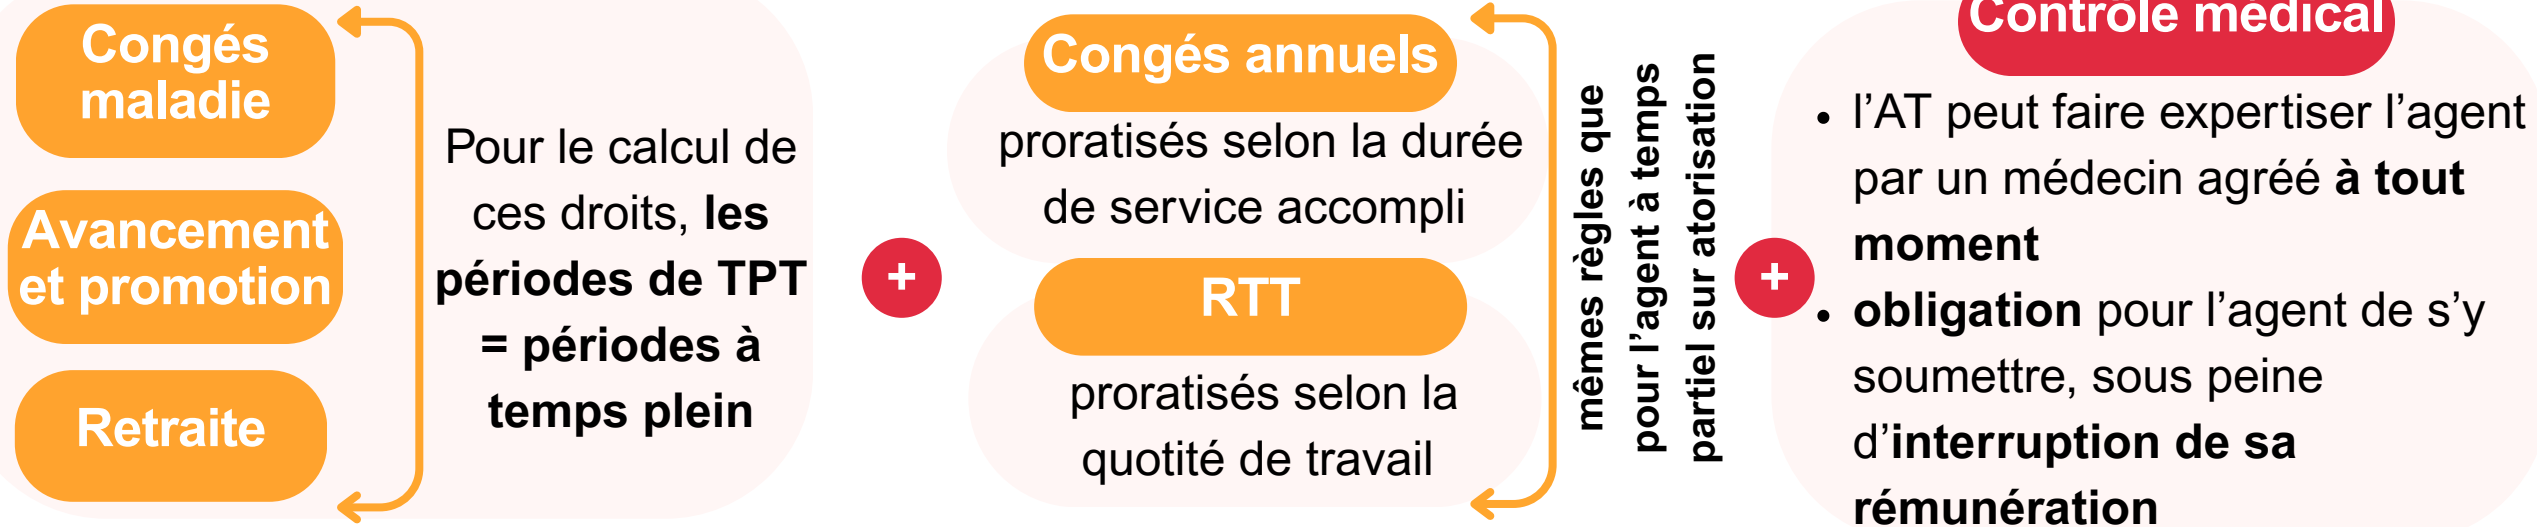 Congés
maladie
Avancement
et promotion
Retraite
Pour le calcul de
ces droits, les
périodes de TPT
= périodes à
temps plein
+
Congés annuels
proratisés selon la durée
de service accompli
RTT
proratisés selon la
quotité de travail
mêmes règles que
pour l’agent à temps
partiel sur atorisation
+
Contrôle médical
• l’AT peut faire expertiser l’agent
par un médecin agréé à tout
moment
• obligation pour l’agent de s’y
soumettre, sous peine
d’interruption de sa
rémunération